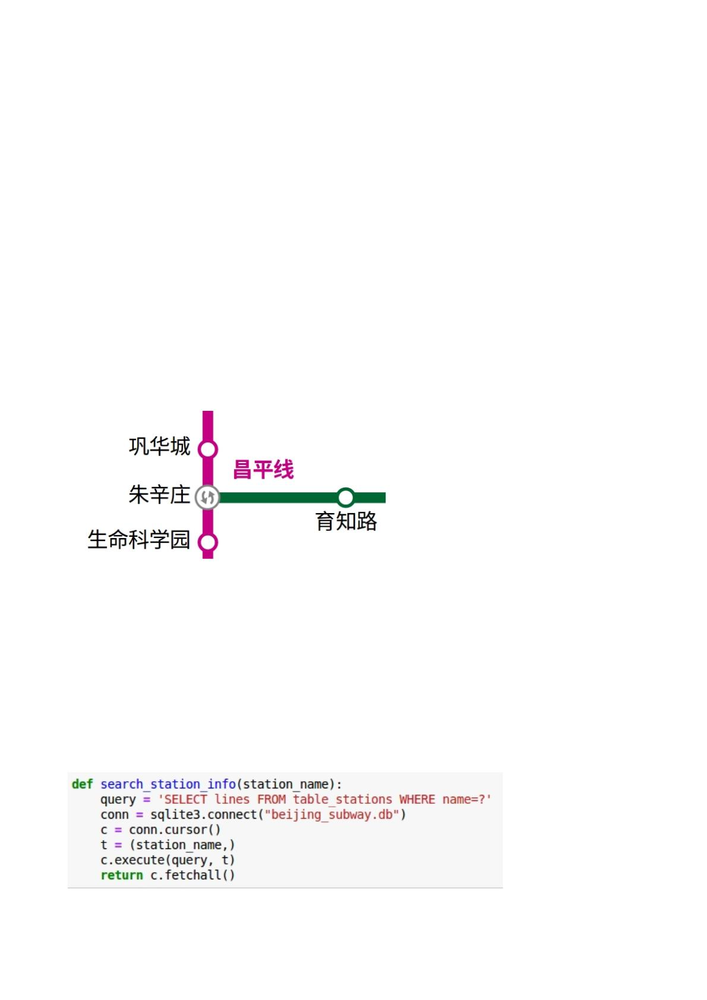 巩华城
昌平线
朱辛庄
育知路
生命科学园
def search_station_info(station_name):
    query = 'SELECT lines FROM table_stations WHERE name=?'
    conn = sqlite3.connect("beijing_subway.db")
    c = conn.cursor()
    t = (station_name,)
    c.execute(query, t)
    return c.fetchall()